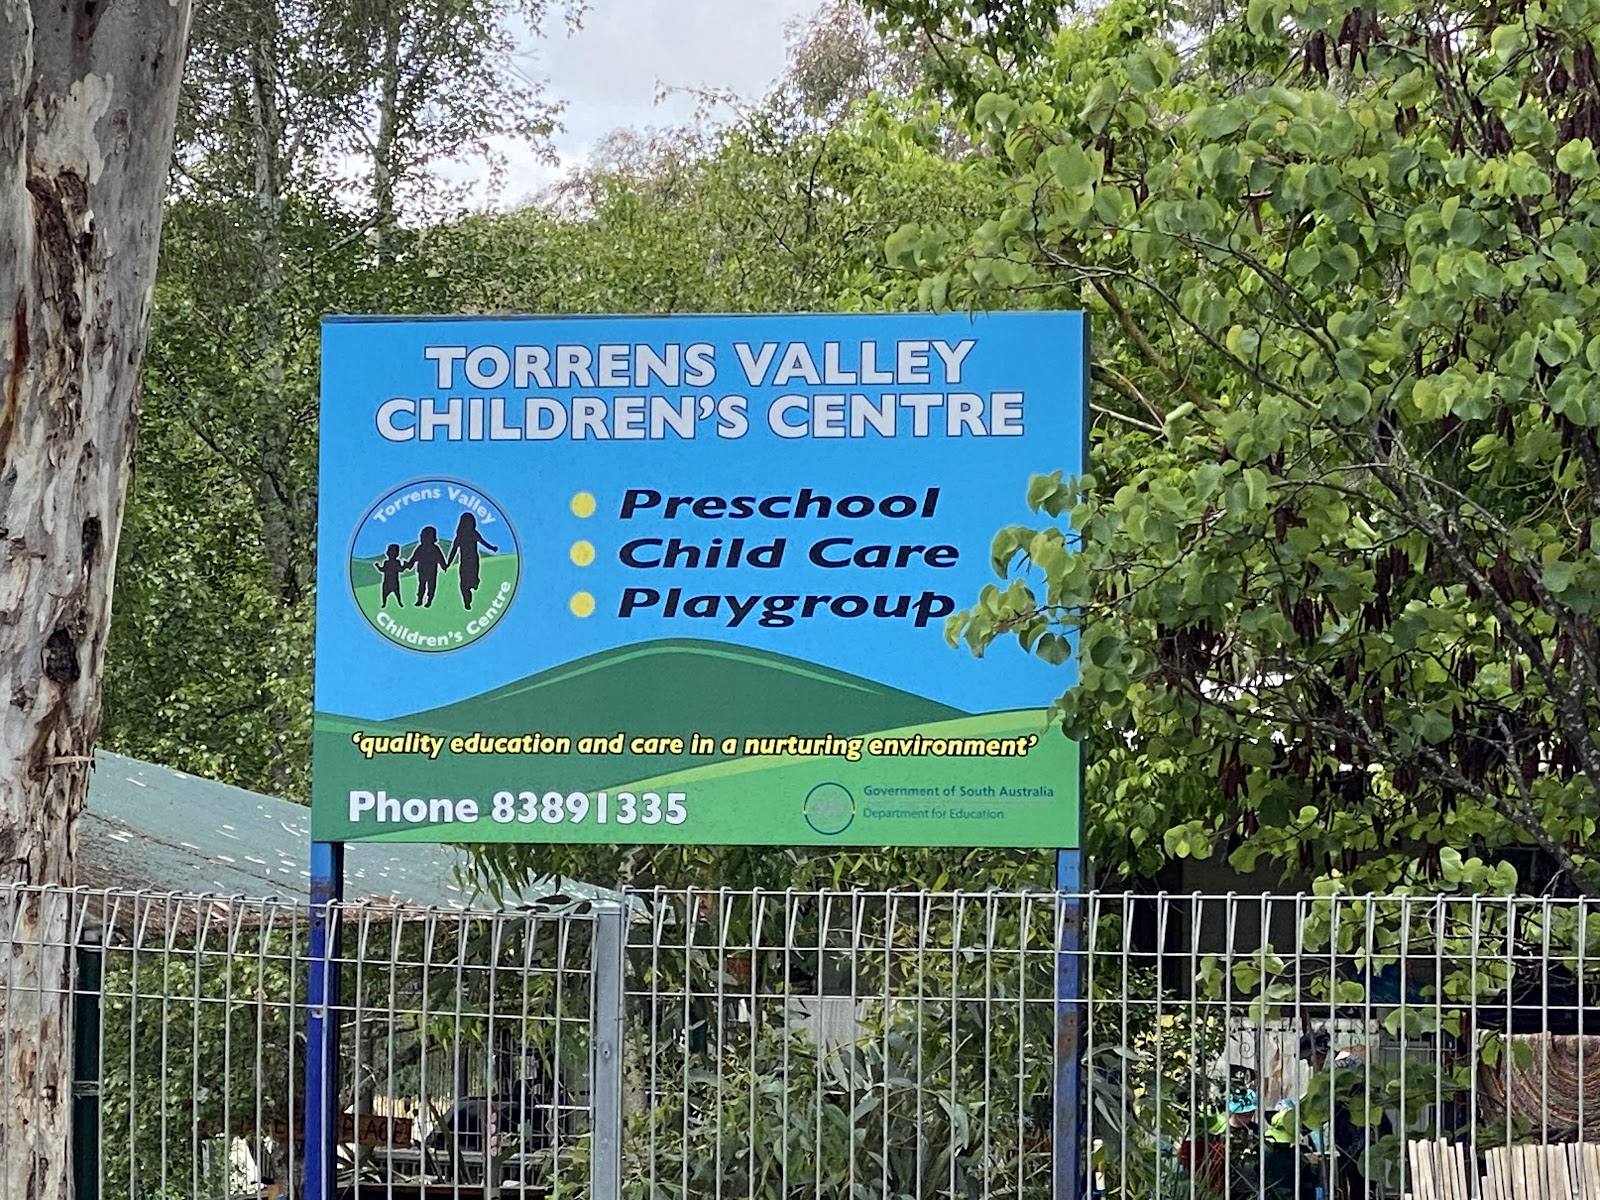 TORRENS VALLEY
CHILDREN'S CENTRE
Torrens Valley
Children's Centre
Preschool
Child Care
Playgroup
'quality education and care in a nurturing environment'
Phone 83891335
Government of South Australia
Department for Education